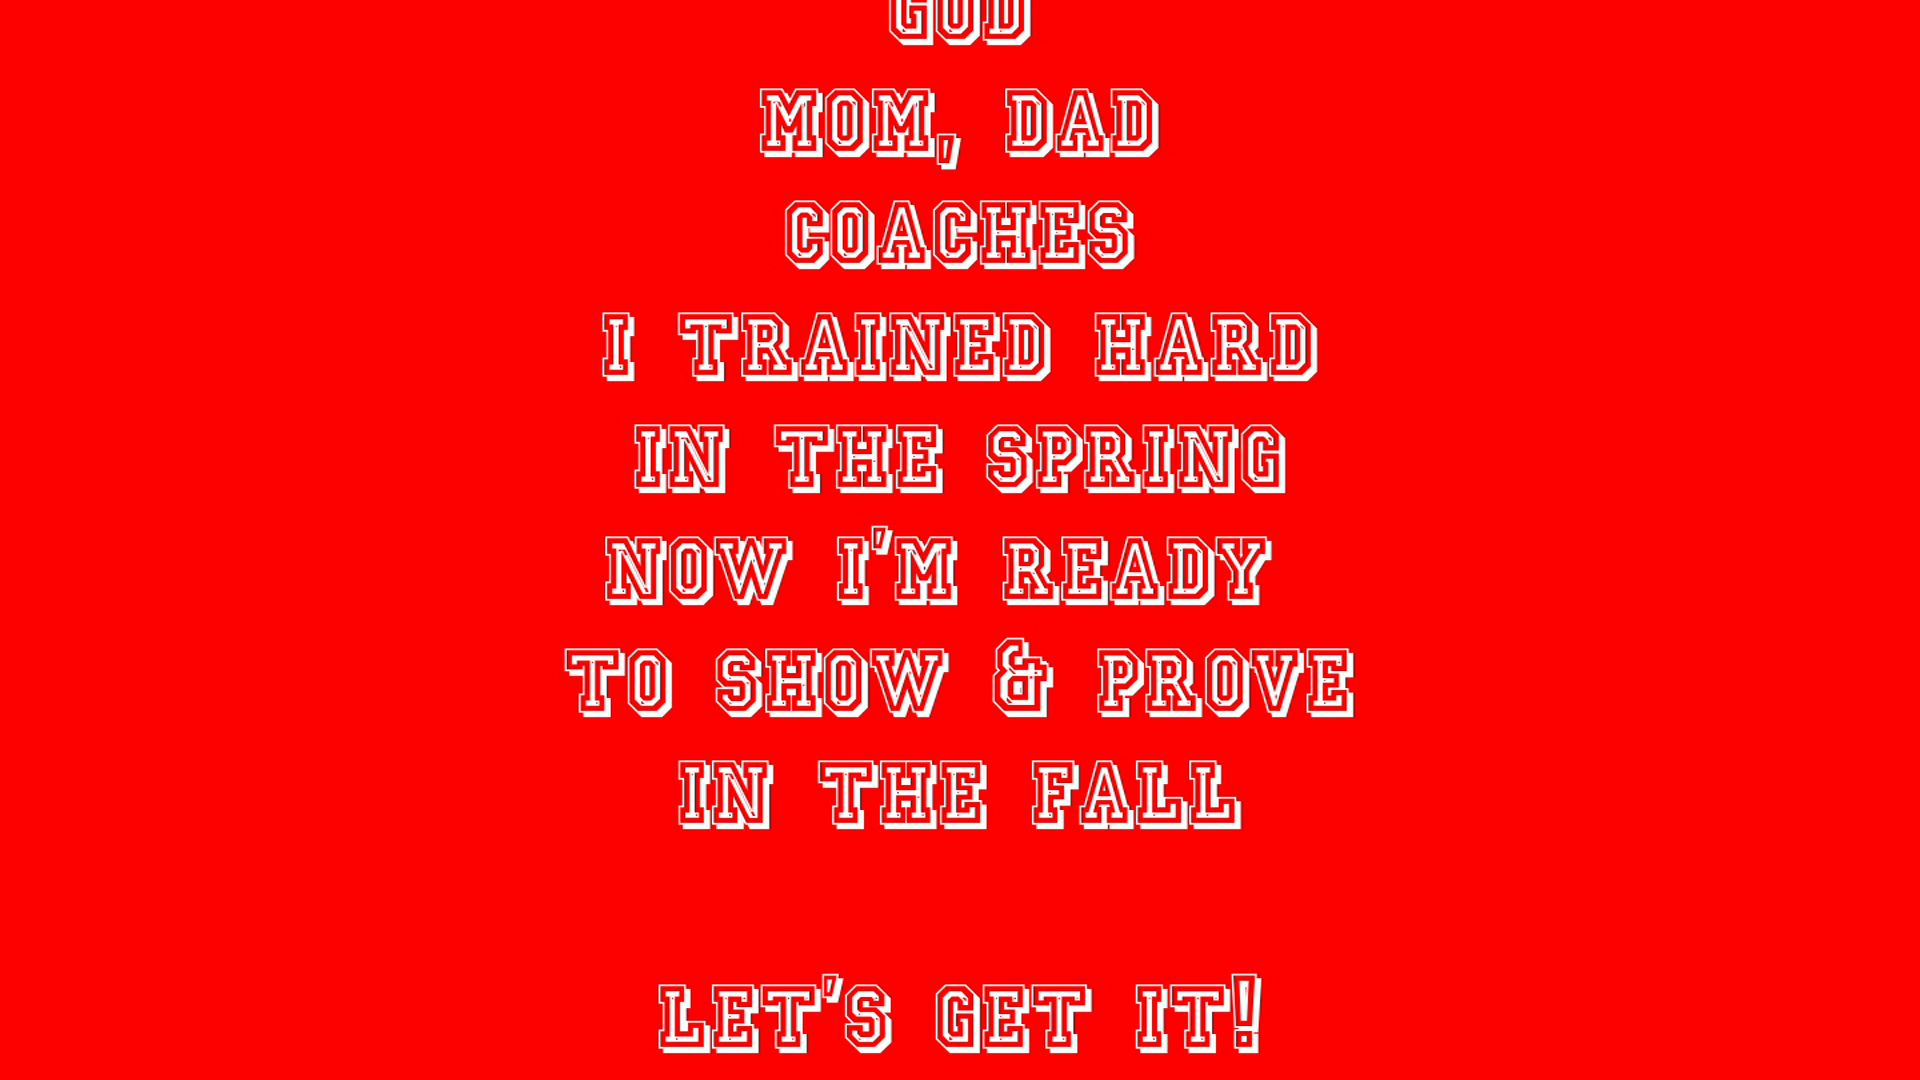 GOD
MOM, DAD
COACHES
I TRAINED HARD
IN THE SPRING
NOW I'M READY
TO SHOW & PROVE
IN THE FALL
LET'S GET IT!